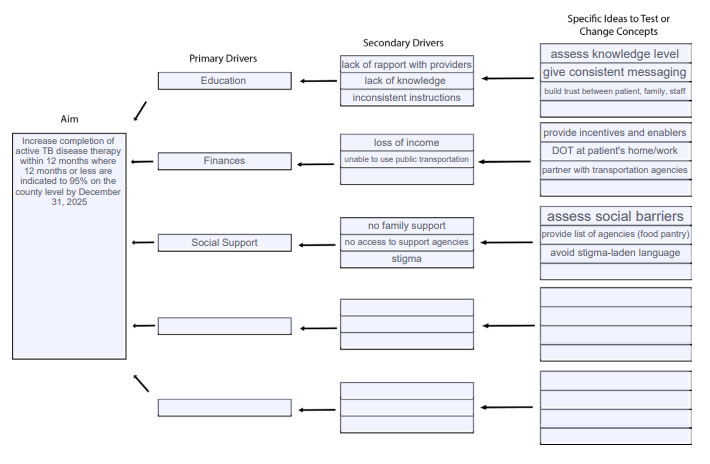 Specific Ideas to Test or
Change Concepts
Secondary Drivers
Primary Drivers
Aim
Increase completion of
active TB disease therapy
within 12 months where
12 months or less are
indicated to 95% on the
county level by December
31, 2025
Education
lack of rapport with providers
lack of knowledge
inconsistent instructions
assess knowledge level
give consistent messaging
build trust between patient, family, staff
Finances
loss of income
unable to use public transportation
provide incentives and enablers
DOT at patient's home/work
partner with transportation agencies
Social Support
no family support
no access to support agencies
stigma
assess social barriers
provide list of agencies (food pantry)
avoid stigma-laden language